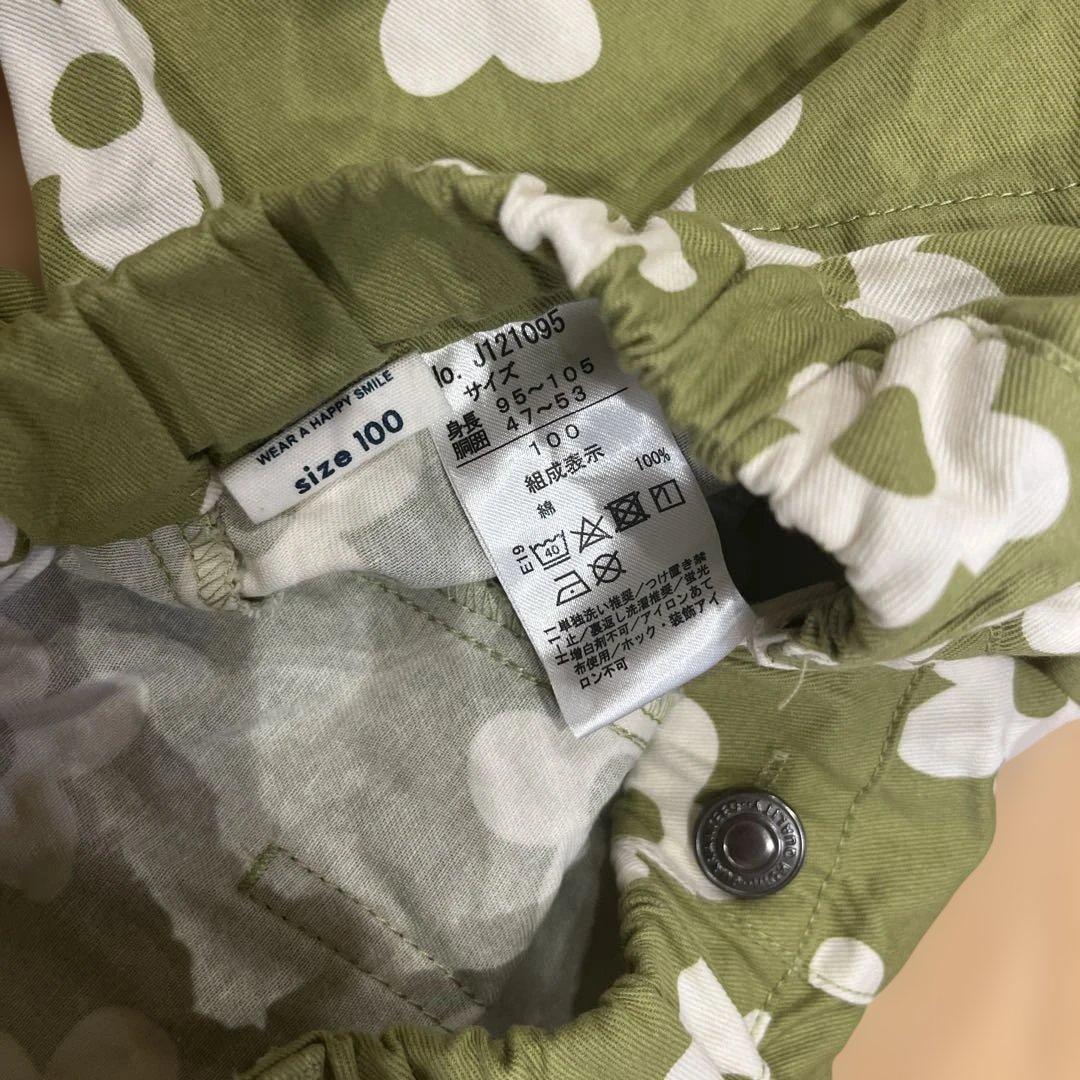 WEAR A HAPPY SMILE
size 100
lo. J121095
サイズ
身長 95～105
胴囲 47～53
100
組成表示
綿 100%
E19
40
H-11単独洗い推奨/つけ置き禁
止/裏返し洗濯推奨/蛍光
増白剤不可/アイロンあて
布使用/ホック・装飾アイ
ロン不可